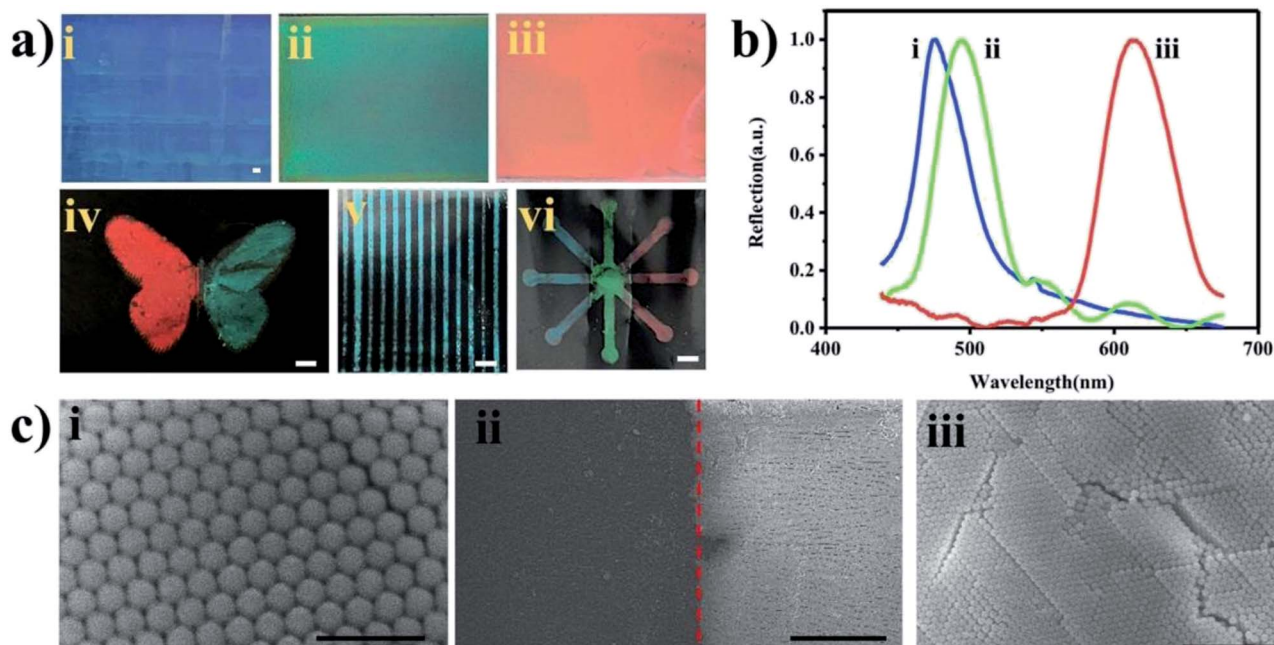 a)
i
ii
iii
iv
v
vi
b)
i
ii
iii
1.0
0.8
0.6
0.4
0.2
0.0
Reflection(a.u.)
400
500
600
700
Wavelength(nm)
c)
i
ii
iii